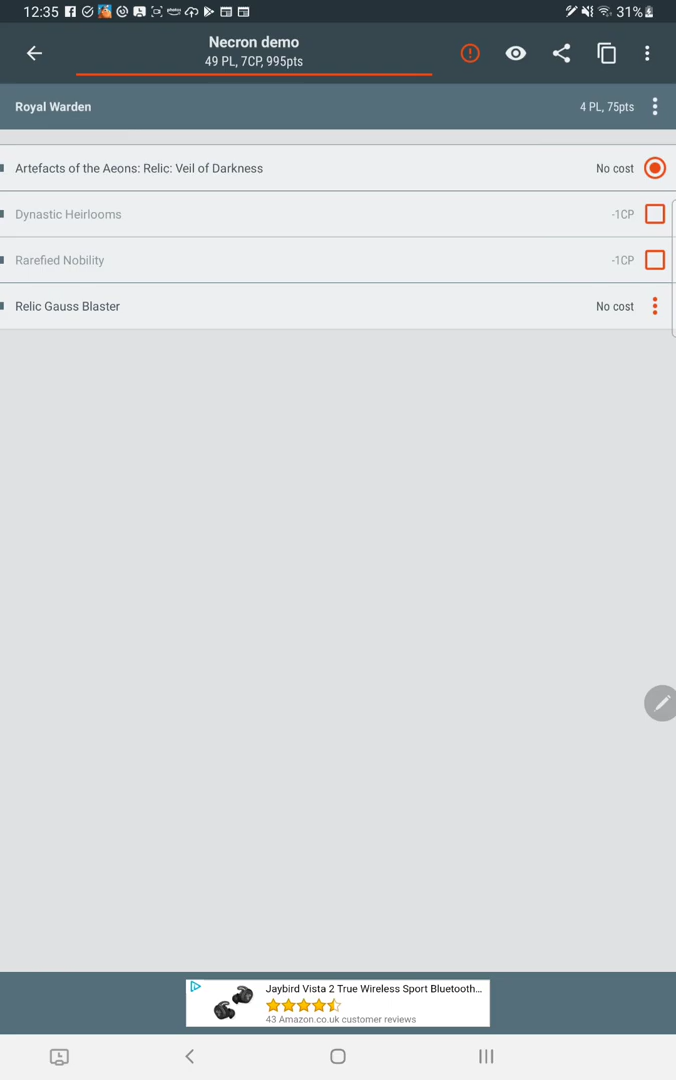 12:35
31%
Necron demo
49 PL, 7CP, 995pts
Royal Warden 4 PL, 75pts
Artefacts of the Aeons: Relic: Veil of Darkness No cost
Dynastic Heirlooms -1CP
Rarefied Nobility -1CP
Relic Gauss Blaster No cost
Jaybird Vista 2 True Wireless Sport Bluetooth...
43 Amazon.co.uk customer reviews